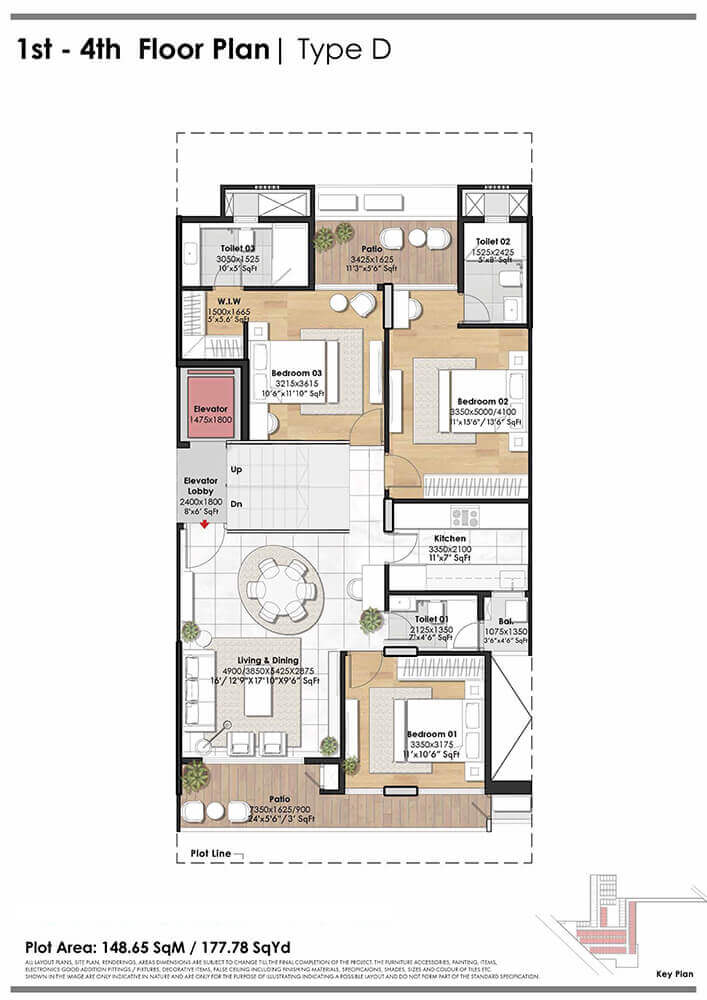 1st - 4th Floor Plan| Type D
Toilet 03
3050x1525
10'x5' SqFt
Patio
3425x1625
11'3"x5'6" SqFt
Toilet 02
1525x2425
5'x8' SqFt
W.I.W
1500x1665
5'x5.6' SqFt
Bedroom 03
3215x3615
10'6"x11'10" SqFt
Bedroom 02
3350x5000/4100
11'x15'6"/13'6" SqFt
Elevator
1475x1800
Up
Elevator
Lobby
2400x1800
8'x6' SqFt
Dn
Kitchen
3350x2100
11'x7' SqFt
Toilet 01
2125x1350
7'x4'6" SqFt
Bal.
1075x1350
3'6"x4'6" SqFt
Living & Dining
4900/3850X5425X2875
16'/ 12'9"X17'10"X9'6" SqFt
Bedroom 01
3350x3175
11'x10'6" SqFt
Patio
7350x1625/900
24'x5'6"/3' SqFt
Plot Line
Plot Area: 148.65 SqM / 177.78 SqYd
Key Plan
ALL LAYOUT PLANS, SITE PLAN, RENDERINGS, AREAS DIMENSIONS ARE SUBJECT TO CHANGE TILL THE FINAL COMPLETION OF THE PROJECT. THE FURNITURE ACCESSORIES, PAINTING, ITEMS,
ELECTRONICS GOOD ADDITION FITTINGS / FIXTURES, DECORATIVE ITEMS, FALSE CEILING INCLUDING FINISHING MATERIALS, SPECIFICAIONS, SHADES, SIZES AND COLOUR OF TILES ETC.
SHOWN IN THE IMAGE ARE ONLY INDICATIVE IN NATURE AND ARE ONLY FOR THE PURPOSE OF ILLUSTRATING INDICATING A POSSIBLE LAYOUT AND DO NOT FORM PART OF THE STANDARD SPECIFICATION.